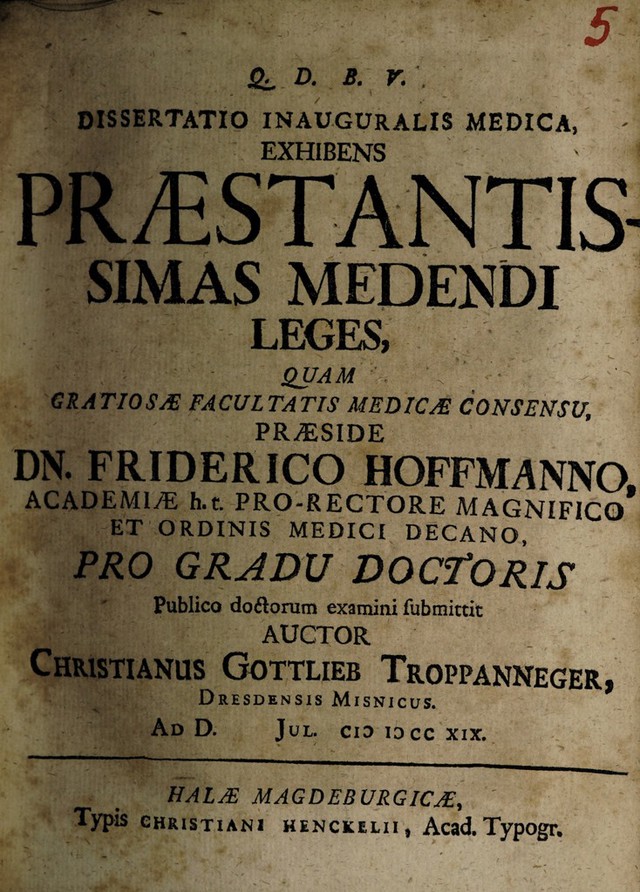 5
Q. D. B. V.
DISSERTATIO INAUGURALIS MEDICA,
EXHIBENS
PRÆSTANTIS-
SIMAS MEDENDI
LEGES,
QUAM
GRATIOSÆ FACULTATIS MEDICÆ CONSENSU,
PRÆSIDE
DN. FRIDERICO HOFFMANNO,
ACADEMIÆ h. t. PRO-RECTORE MAGNIFICO
ET ORDINIS MEDICI DECANO,
PRO GRADU DOCTORIS
Publico doctorum examini ſubmittit
AUCTOR
CHRISTIANUS GOTTLIEB TROPPANNEGER,
DRESDENSIS MISNICUS.
AD D. JUL. CIↃ IↃCC XIX.
HALÆ MAGDEBURGICÆ,
Typis CHRISTIANI HENCKELII, Acad. Typogr.